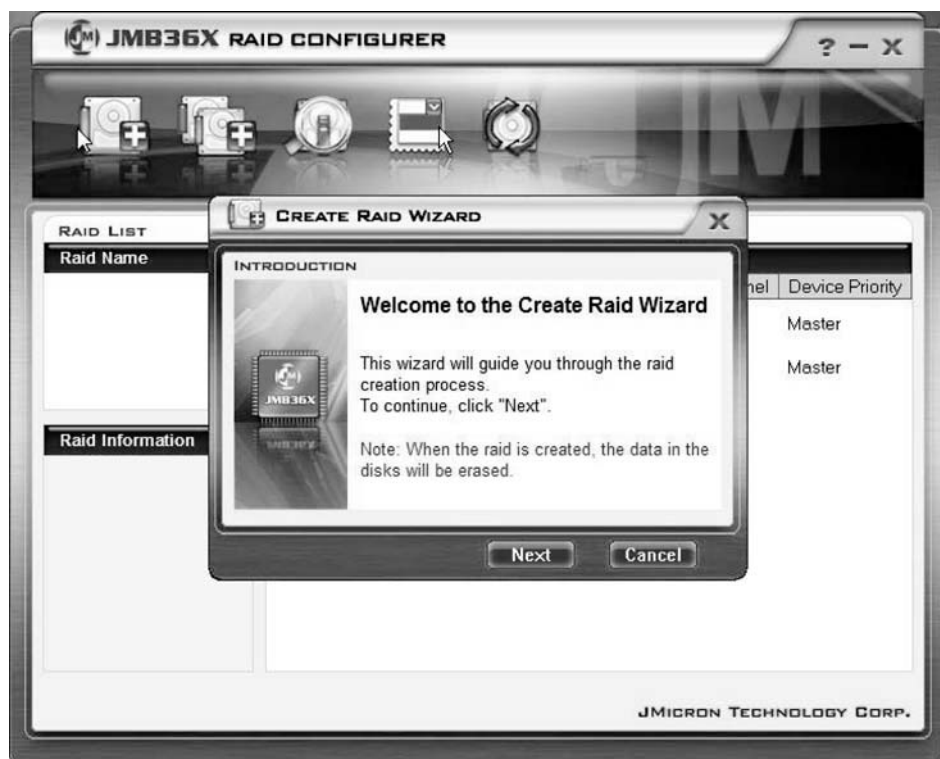 JMB36X RAID CONFIGURER
? – X
JM
RAID LIST
Raid Name
nel Device Priority
Master
Master
Raid Information
CREATE RAID WIZARD
X
INTRODUCTION
Welcome to the Create Raid Wizard
This wizard will guide you through the raid
creation process.
To continue, click "Next".
Note: When the raid is created, the data in the
disks will be erased.
JM
JMB36X
Next Cancel
JMICRON TECHNOLOGY CORP.